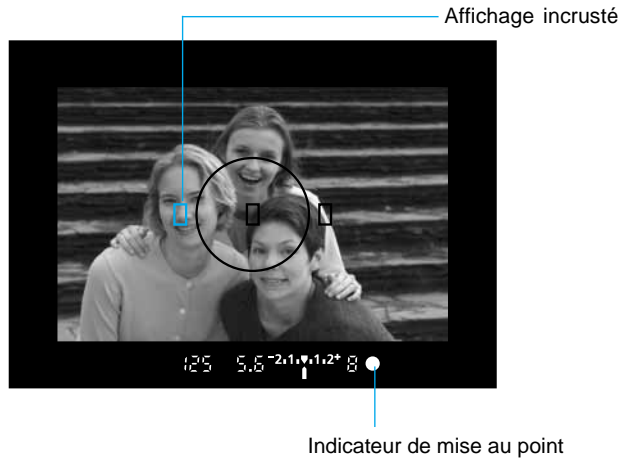 Affichage incrusté
125 5.6 -2.1.▼.1.2+ 8
Indicateur de mise au point